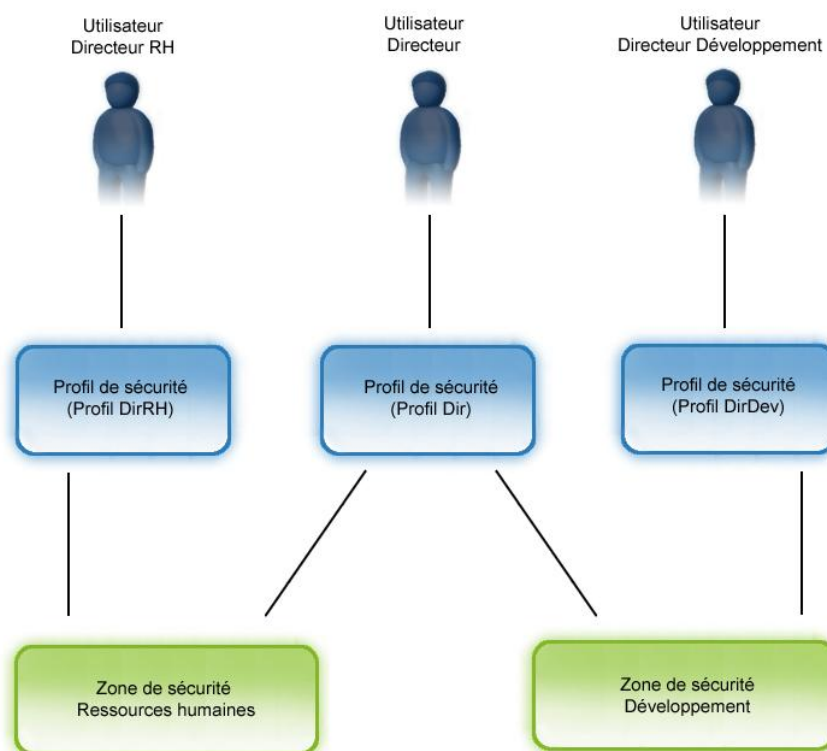 Utilisateur
Directeur RH
Utilisateur
Directeur
Utilisateur
Directeur Développement
Profil de sécurité
(Profil DirRH)
Profil de sécurité
(Profil Dir)
Profil de sécurité
(Profil DirDev)
Zone de sécurité
Ressources humaines
Zone de sécurité
Développement